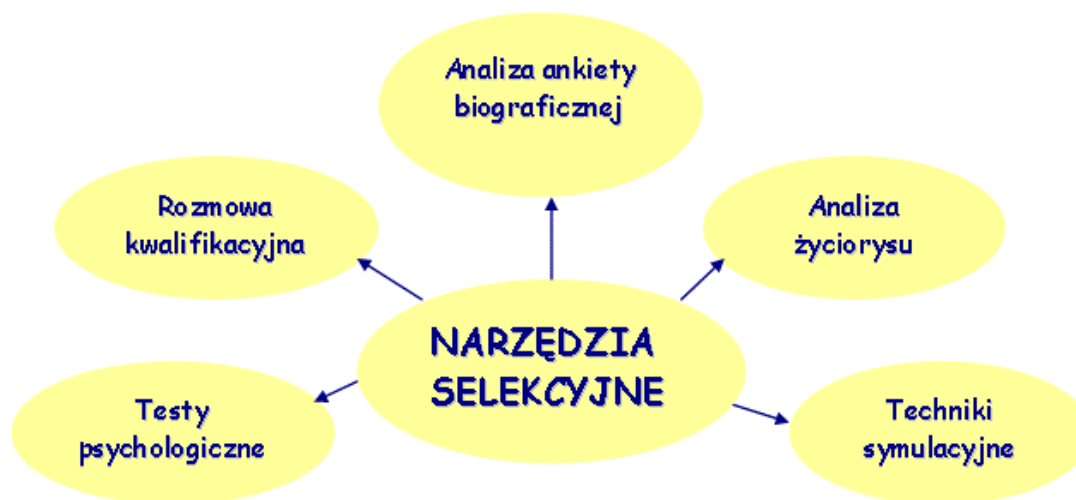 Analiza ankiety
biograficznej
Rozmowa
kwalifikacyjna
Analiza
życiorysu
NARZĘDZIA
SELEKCYJNE
Testy
psychologiczne
Techniki
symulacyjne